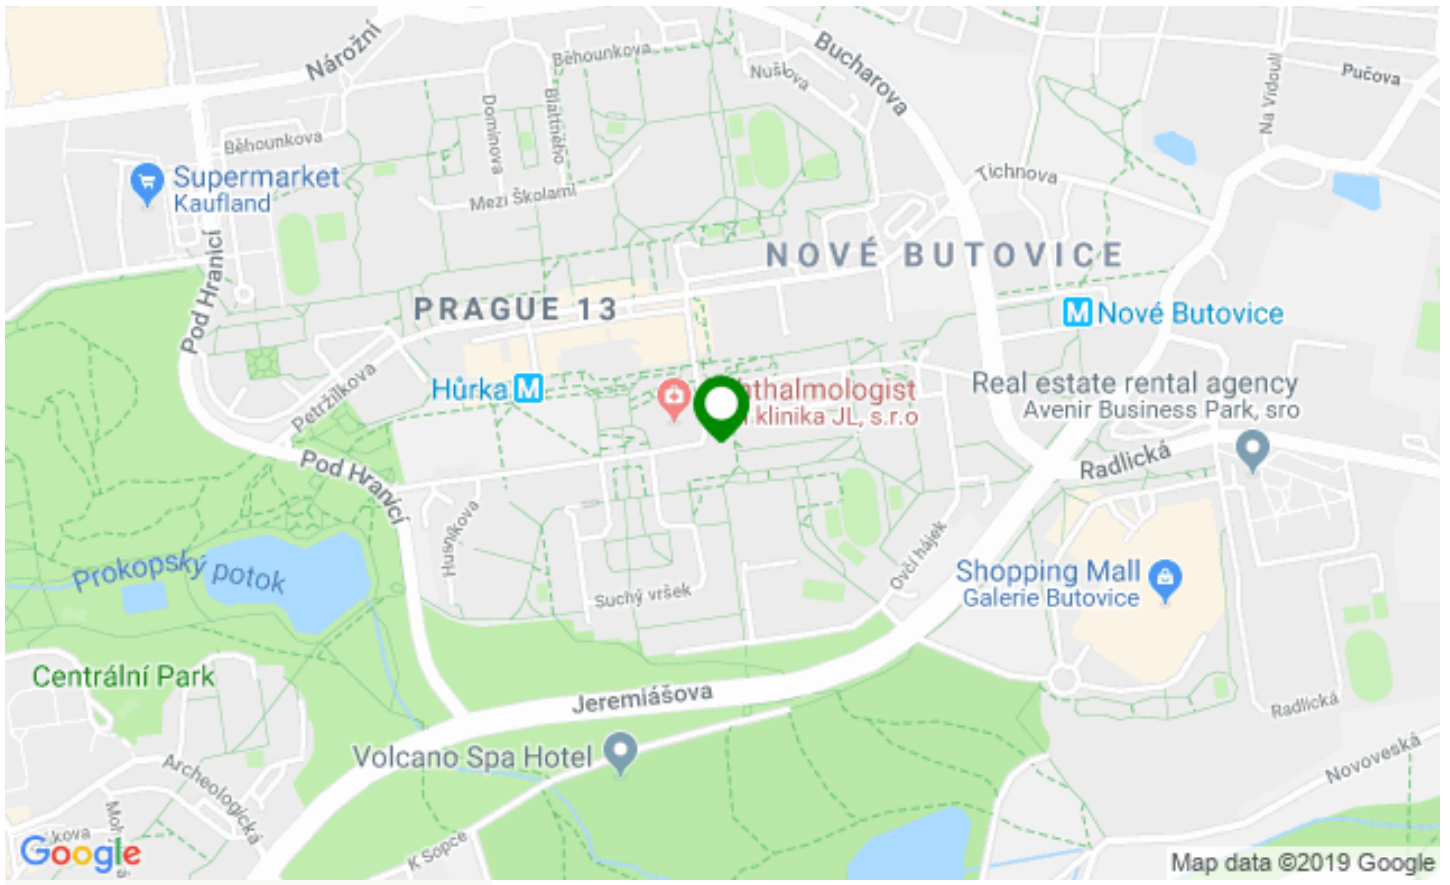 Nárožní
Běhounkova
Bucharova
Nušlova
Pučova
Na Vidouli
Dominova
Blattného
Běhounkova
Supermarket
Kaufland
Mezi Školami
Tichnova
NOVÉ BUTOVICE
Pod Hranicí
PRAGUE 13
M Nové Butovice
Petržílkova
Hůrka M
klinika JL, s.r.o
Real estate rental agency
Avenir Business Park, sro
Radlická
Pod Hranicí
Husníkova
Ovčí hájek
Prokopský potok
Suchý vršek
Shopping Mall
Galerie Butovice
Centrální Park
Jeremiášova
Radlická
Volcano Spa Hotel
Archeologická
Novoveská
K Sopce
Google
Map data ©2019 Google